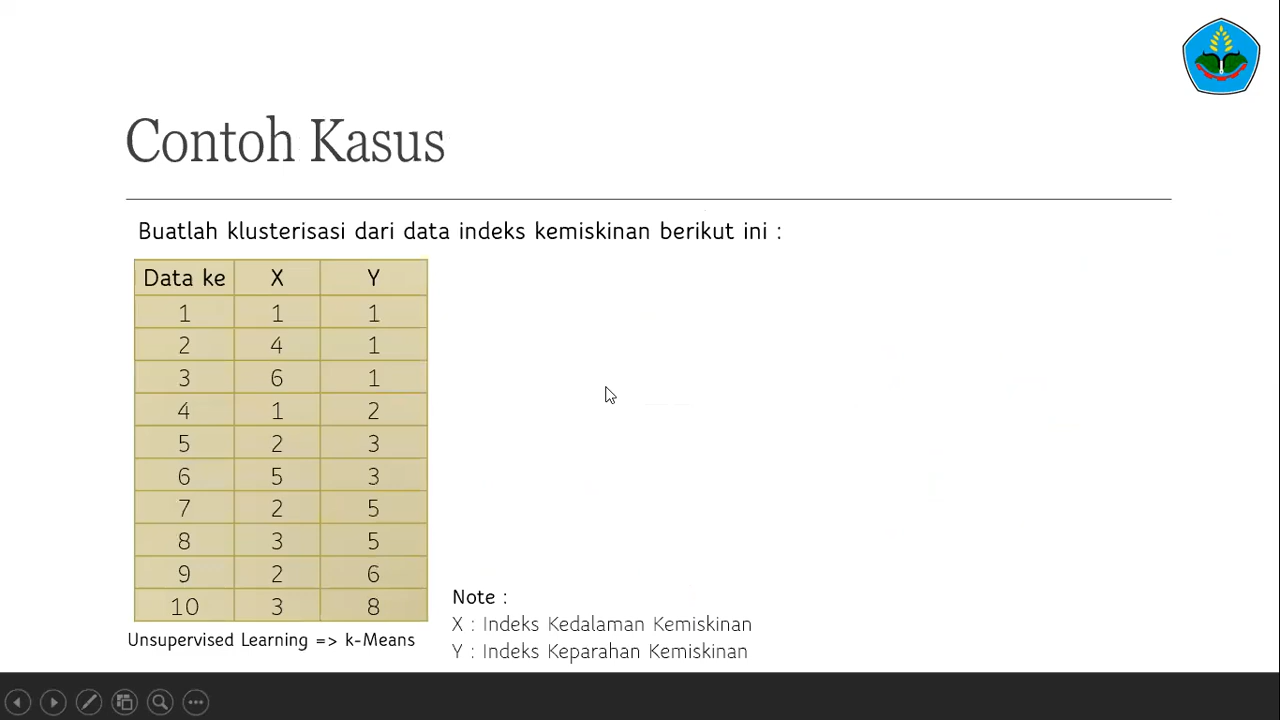 Contoh Kasus
Buatlah klusterisasi dari data indeks kemiskinan berikut ini :
Data ke X Y
1 1 1
2 4 1
3 6 1
4 1 2
5 2 3
6 5 3
7 2 5
8 3 5
9 2 6
10 3 8
Unsupervised Learning => k-Means
Note :
X : Indeks Kedalaman Kemiskinan
Y : Indeks Keparahan Kemiskinan